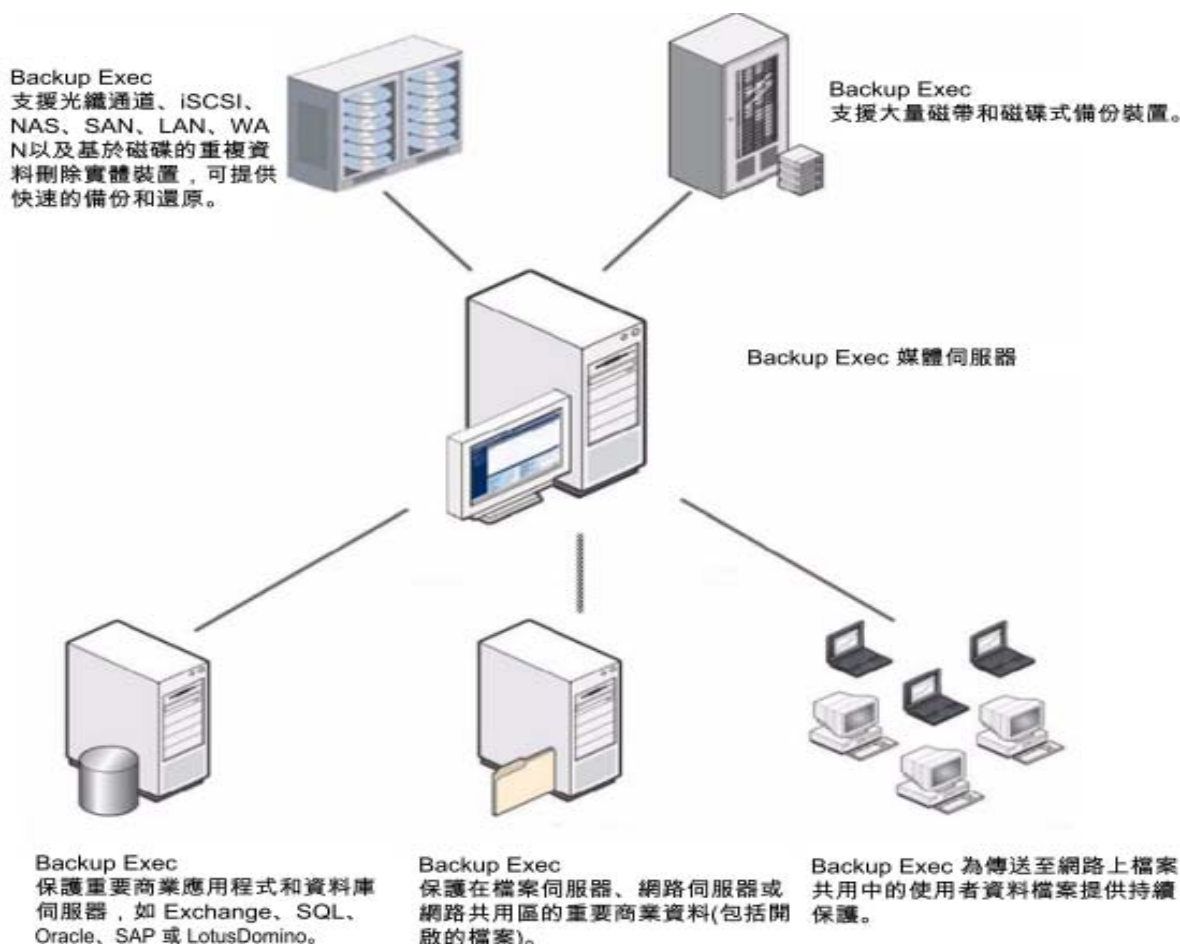 Backup Exec
支援光纖通道、iSCSI、
NAS、SAN、LAN、WA
N以及基於磁碟的重複資
料刪除實體裝置，可提供
快速的備份和還原。
Backup Exec
支援大量磁帶和磁碟式備份裝置。
Backup Exec 媒體伺服器
Backup Exec
保護重要商業應用程式和資料庫
伺服器，如 Exchange、SQL、
Oracle、SAP 或 LotusDomino。
Backup Exec
保護在檔案伺服器、網路伺服器或
網路共用區的重要商業資料(包括開
啟的檔案)。
Backup Exec 為傳送至網路上檔案
共用中的使用者資料檔案提供持續
保護。